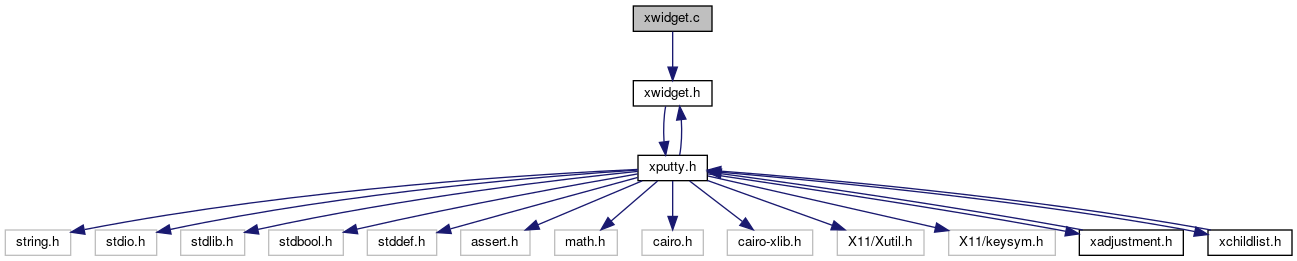 xwidget.c
xwidget.h
xputty.h
string.h
stdio.h
stdlib.h
stdbool.h
stddef.h
assert.h
math.h
cairo.h
cairo-xlib.h
X11/Xutil.h
X11/keysym.h
xadjustment.h
xchildlist.h